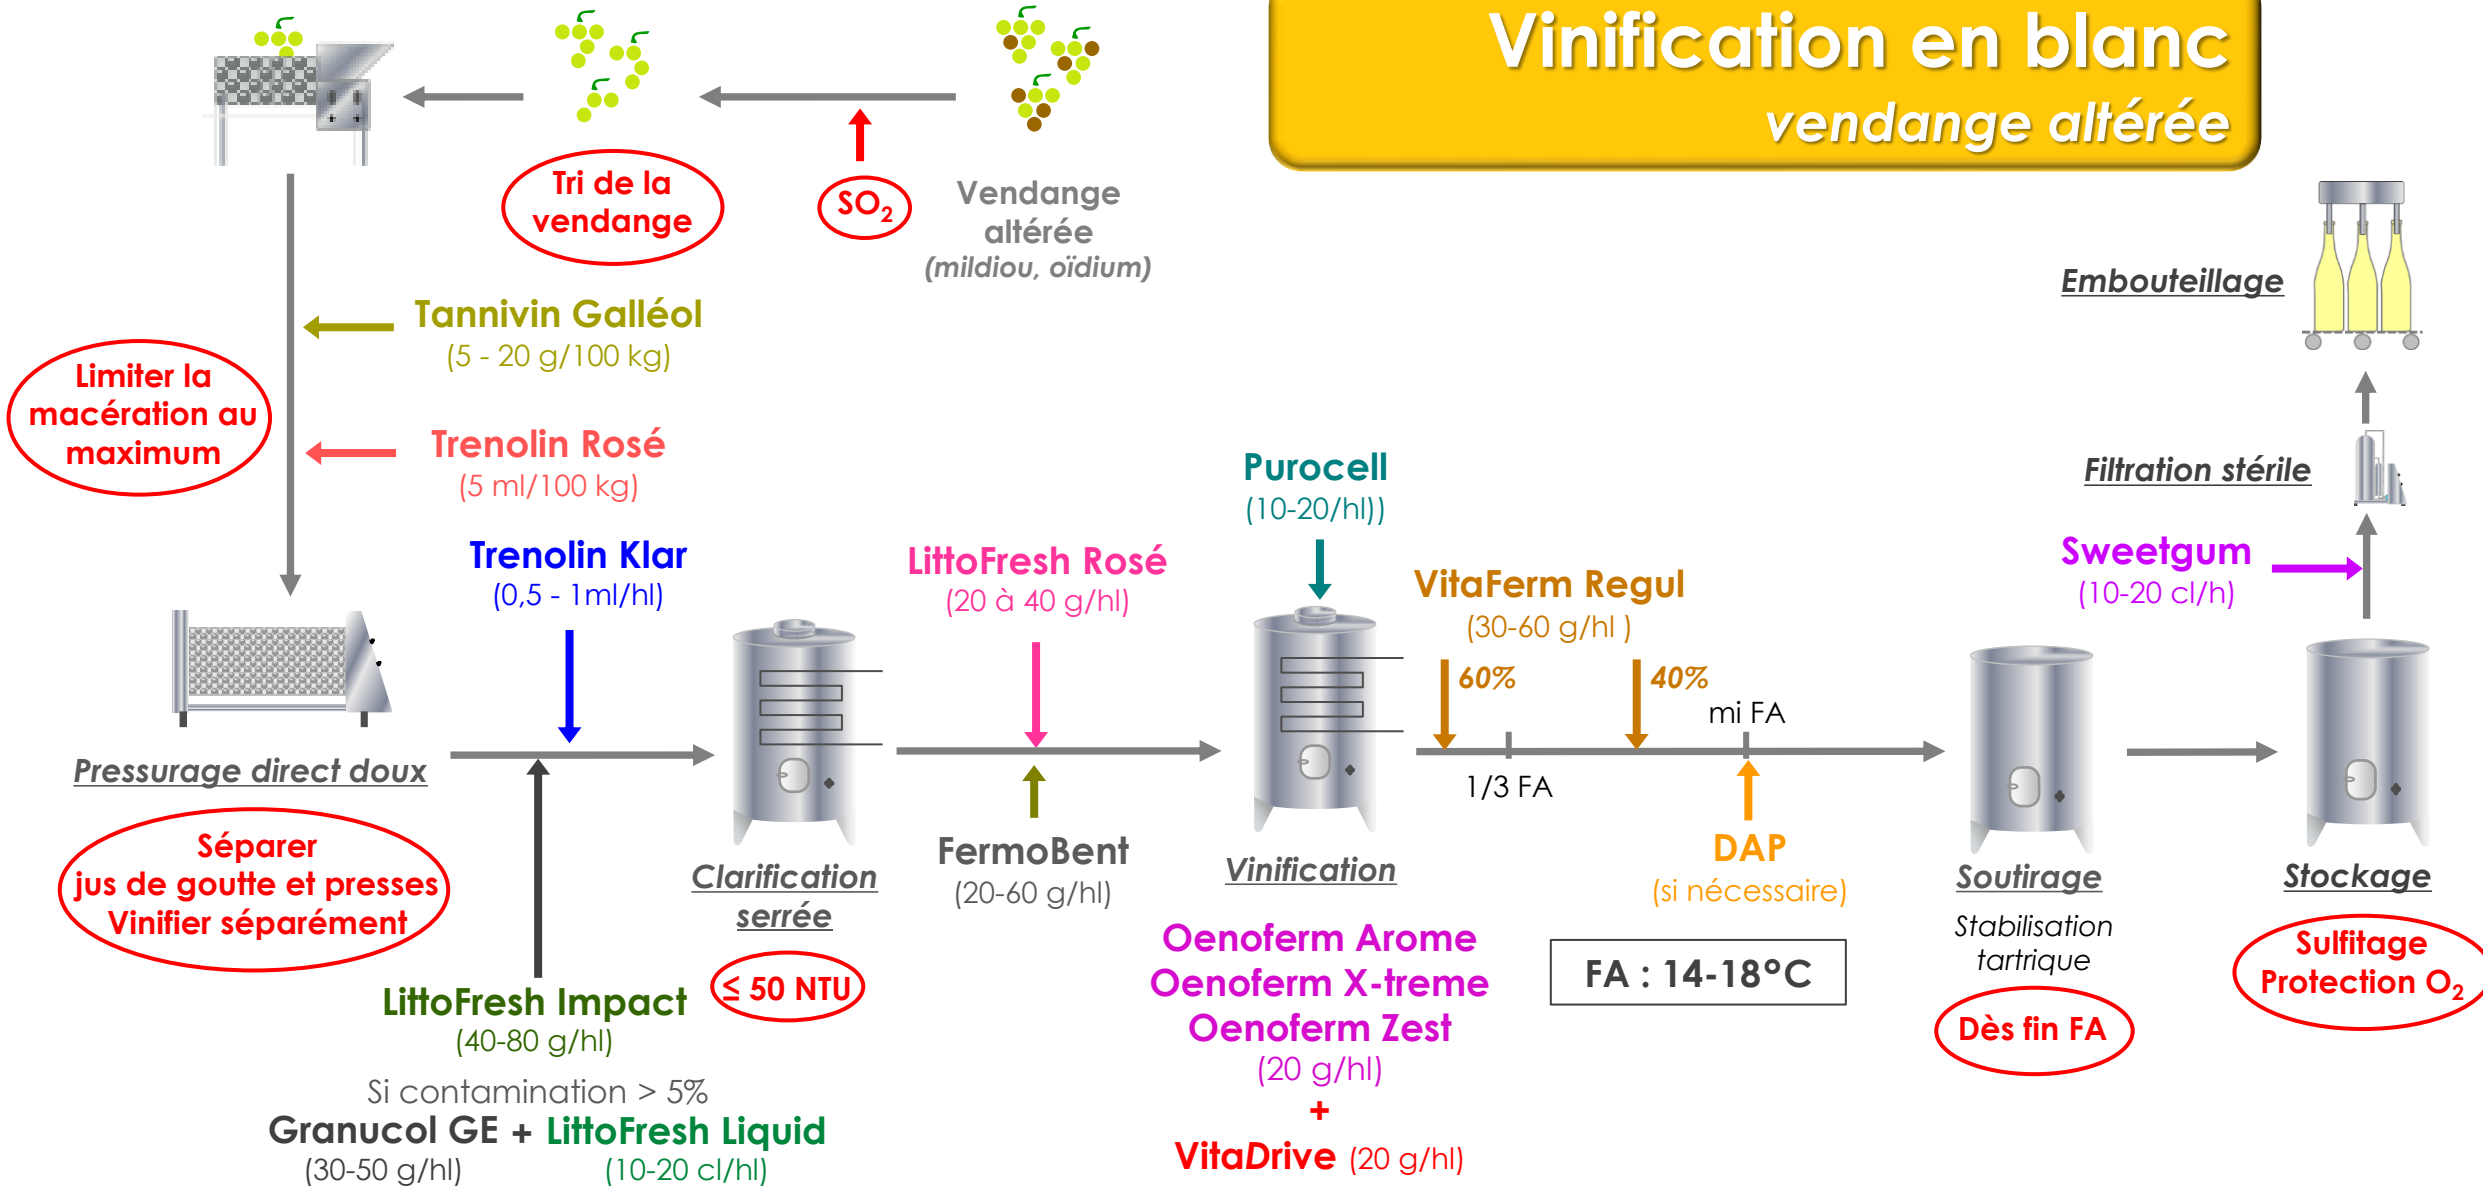 Vinification en blanc
vendange altérée
Tri de la
vendange
SO₂
Vendange
altérée
(mildiou, oïdium)
Tannivin Galléol
(5 - 20 g/100 kg)
Limiter la
macération au
maximum
Trenolin Rosé
(5 ml/100 kg)
Trenolin Klar
(0,5 - 1ml/hl)
Pressurage direct doux
Séparer
jus de goutte et presses
Vinifier séparément
LittoFresh Impact
(40-80 g/hl)
Si contamination > 5%
Granucol GE + LittoFresh Liquid
(30-50 g/hl) (10-20 cl/hl)
Clarification
serrée
≤ 50 NTU
LittoFresh Rosé
(20 à 40 g/hl)
FermoBent
(20-60 g/hl)
Purocell
(10-20/hl))
Vinification
Oenoferm Arome
Oenoferm X-treme
Oenoferm Zest
(20 g/hl)
+
VitaDrive (20 g/hl)
VitaFerm Regul
(30-60 g/hl )
60%
40%
mi FA
1/3 FA
DAP
(si nécessaire)
FA : 14-18°C
Soutirage
Stabilisation
tartrique
Dès fin FA
Stockage
Sulfitage
Protection O₂
Sweetgum
(10-20 cl/h)
Filtration stérile
Embouteillage